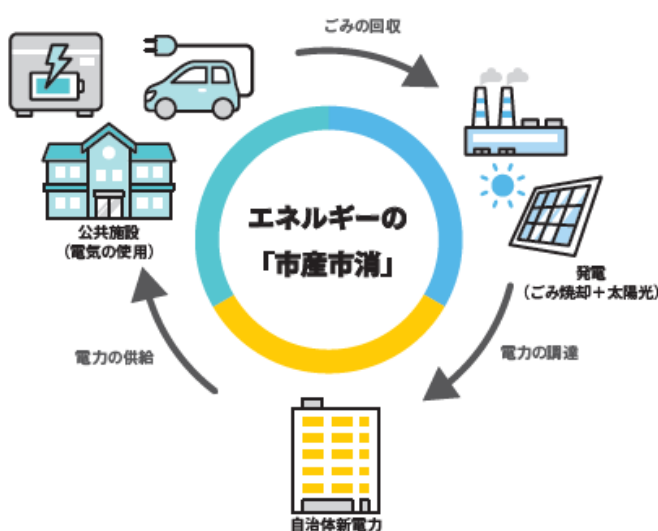 ごみの回収
エネルギーの
「市産市消」
公共施設
（電気の使用）
発電
（ごみ焼却＋太陽光）
電力の供給
電力の調達
自治体新電力